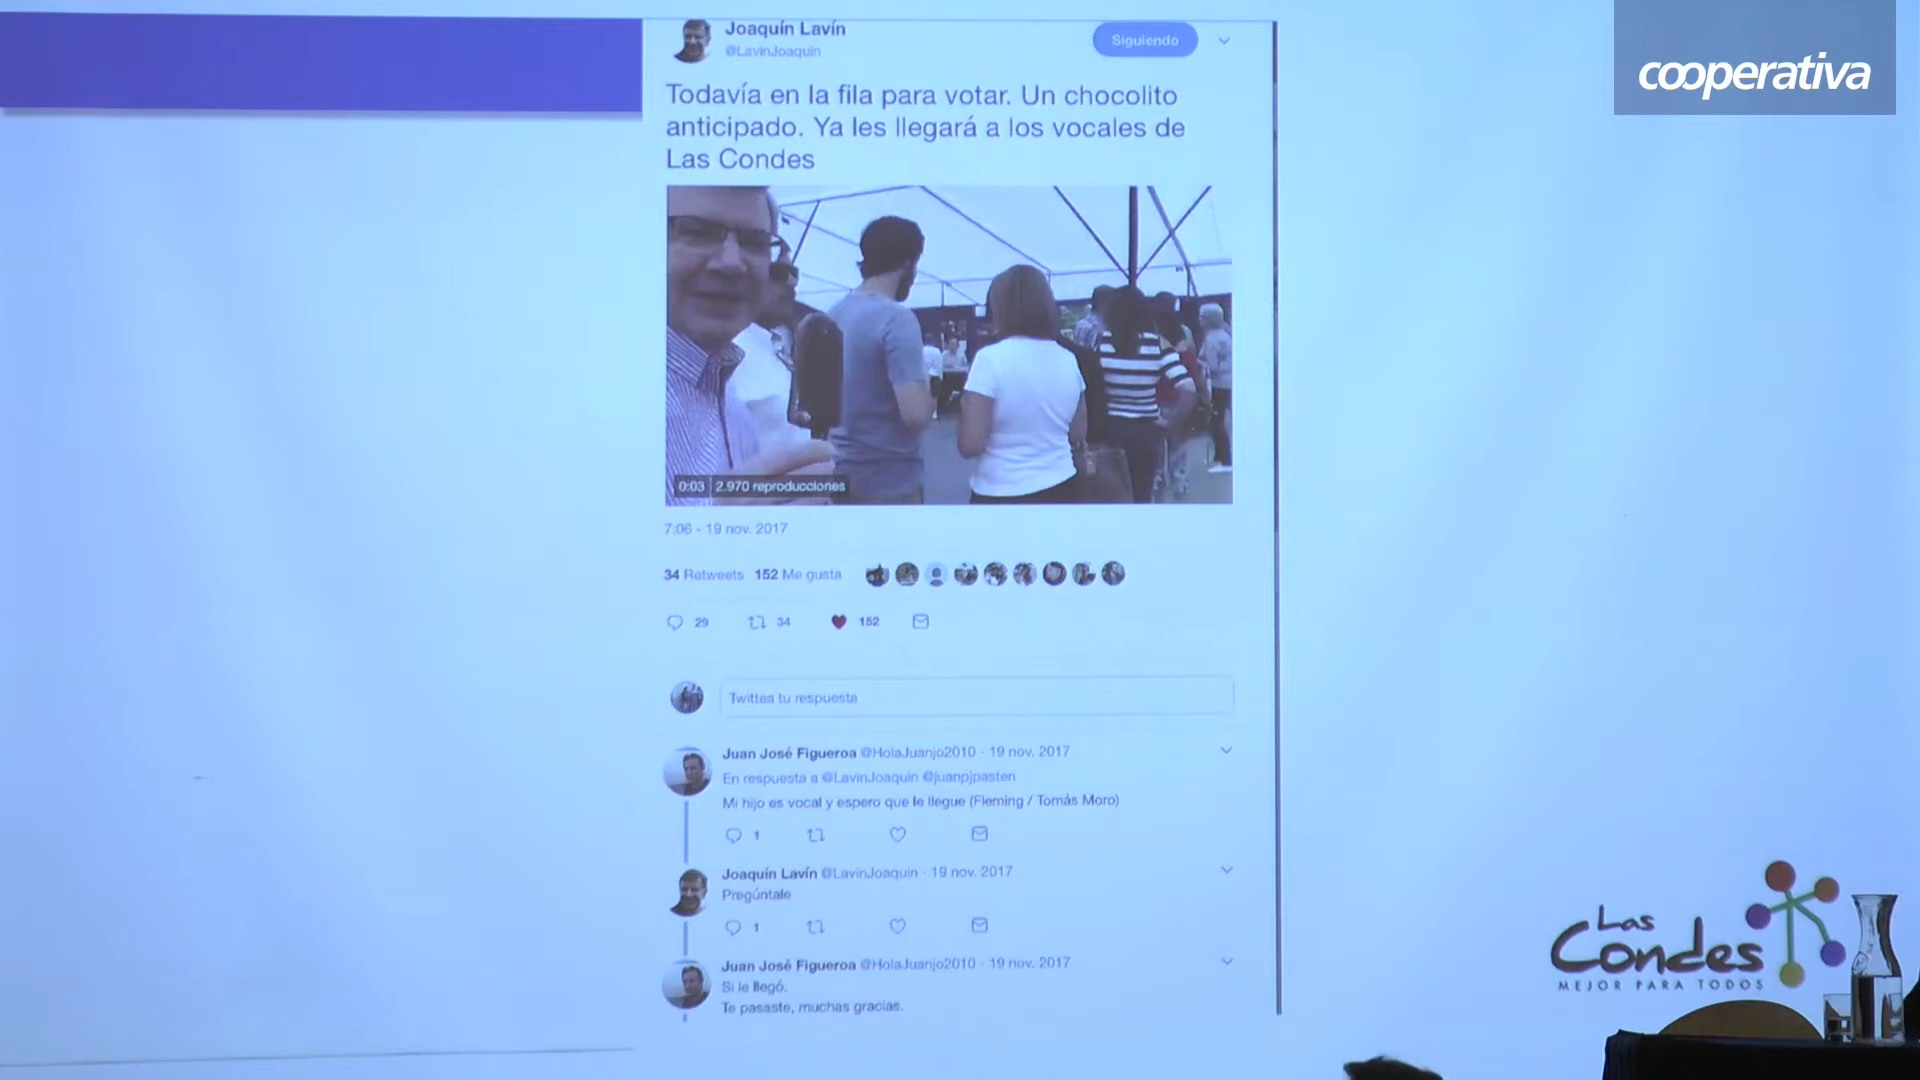 Joaquín Lavín
@LavinJoaquin
Siguiendo
cooperativa
Todavía en la fila para votar. Un chocolito
anticipado. Ya les llegará a los vocales de
Las Condes
0:03 2.970 reproducciones
7:06 - 19 nov. 2017
34 Retweets 152 Me gusta
29 34 152
Twittea tu respuesta
Juan José Figueroa @HolaJuanjo2010 · 19 nov. 2017
En respuesta a @LavinJoaquin @juanpjpasten
Mi hijo es vocal y espero que le llegue (Fleming / Tomás Moro)
1
Joaquín Lavín @LavinJoaquin · 19 nov. 2017
Pregúntale
1
Juan José Figueroa @HolaJuanjo2010 · 19 nov. 2017
Si le llegó.
Te pasaste, muchas gracias.
Las
Condes
MEJOR PARA TODOS